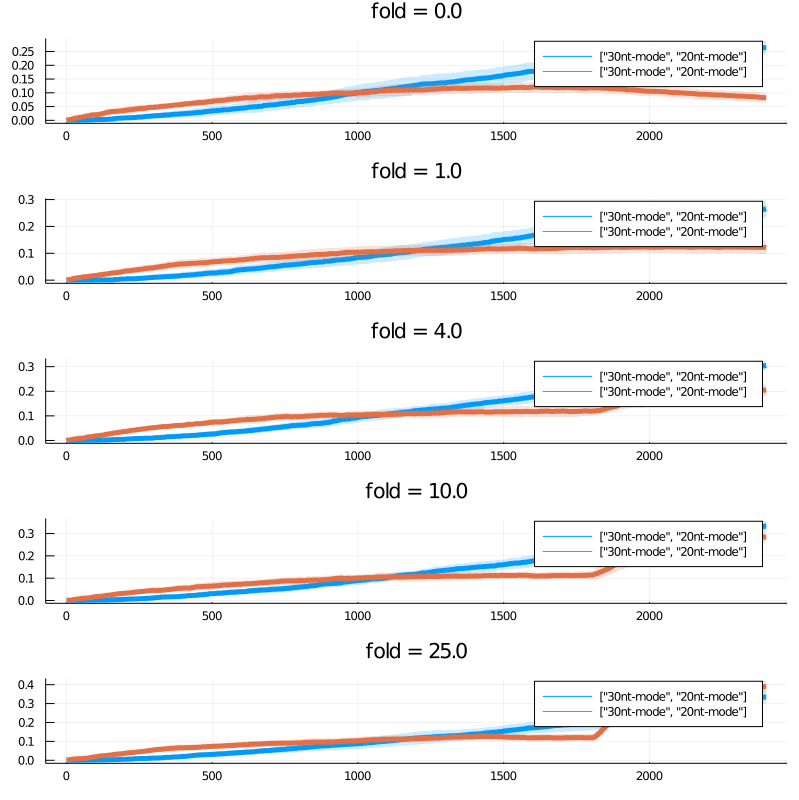 fold = 0.0
0.25
0.20
0.15
0.10
0.05
0.00
["30nt-mode", "20nt-mode"]
["30nt-mode", "20nt-mode"]
0 500 1000 1500 2000
fold = 1.0
0.3
0.2
0.1
0.0
["30nt-mode", "20nt-mode"]
["30nt-mode", "20nt-mode"]
0 500 1000 1500 2000
fold = 4.0
0.3
0.2
0.1
0.0
["30nt-mode", "20nt-mode"]
["30nt-mode", "20nt-mode"]
0 500 1000 1500 2000
fold = 10.0
0.3
0.2
0.1
0.0
["30nt-mode", "20nt-mode"]
["30nt-mode", "20nt-mode"]
0 500 1000 1500 2000
fold = 25.0
0.4
0.3
0.2
0.1
0.0
["30nt-mode", "20nt-mode"]
["30nt-mode", "20nt-mode"]
0 500 1000 1500 2000